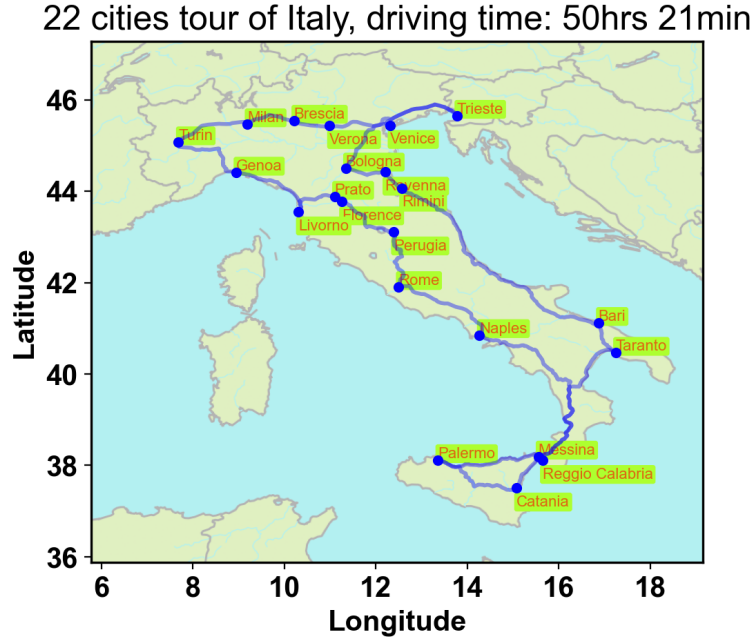 22 cities tour of Italy, driving time: 50hrs 21min
46
44
42
40
38
36
Latitude
Trieste
Milan
Brescia
Turin
Verona
Venice
Genoa
Bologna
Ravenna
Prato
Rimini
Florence
Livorno
Perugia
Rome
Bari
Naples
Taranto
Palermo
Messina
Reggio Calabria
Catania
6 8 10 12 14 16 18
Longitude